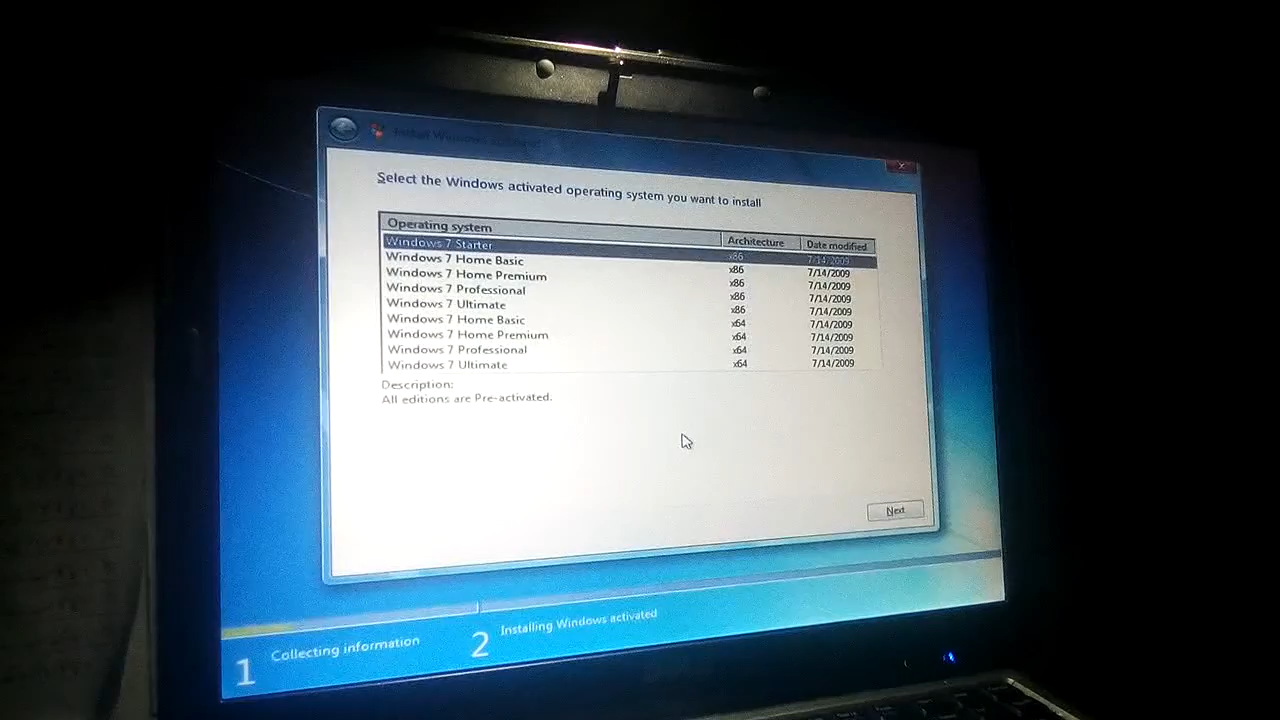 Install Windows activated
Select the Windows activated operating system you want to install
Operating system Architecture Date modified
Windows 7 Starter x86 7/14/2009
Windows 7 Home Basic x86 7/14/2009
Windows 7 Home Premium x86 7/14/2009
Windows 7 Professional x86 7/14/2009
Windows 7 Ultimate x86 7/14/2009
Windows 7 Home Basic x64 7/14/2009
Windows 7 Home Premium x64 7/14/2009
Windows 7 Professional x64 7/14/2009
Windows 7 Ultimate x64 7/14/2009
Description:
All editions are Pre-activated.
Next
1 Collecting information
2 Installing Windows activated